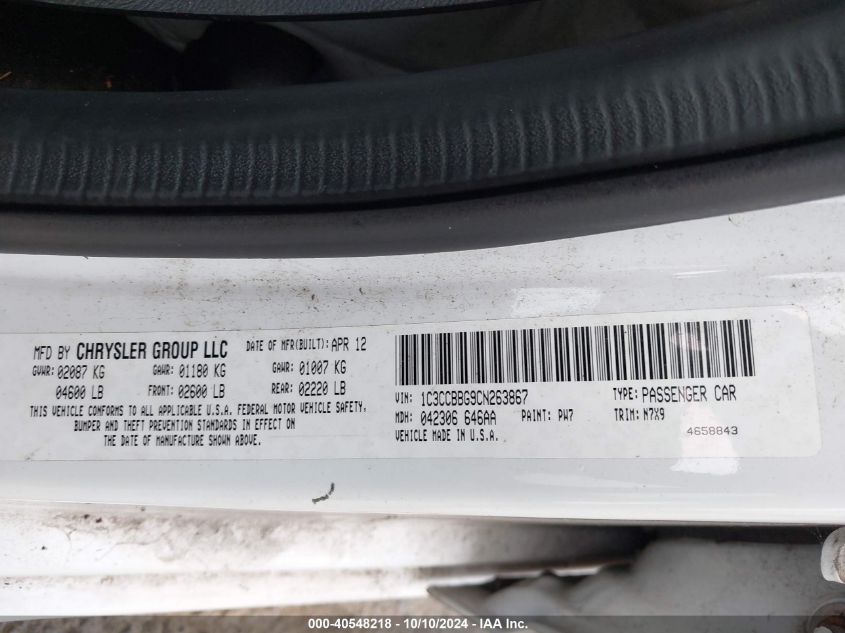 MFD BY CHRYSLER GROUP LLC DATE OF MFR(BUILT): APR 12
GVWR: 02087 KG GAWR: 01180 KG GAWR: 01007 KG
04600 LB FRONT: 02600 LB REAR: 02220 LB
THIS VEHICLE CONFORMS TO ALL APPLICABLE U.S.A. FEDERAL MOTOR VEHICLE SAFETY,
BUMPER AND THEFT PREVENTION STANDARDS IN EFFECT ON
THE DATE OF MANUFACTURE SHOWN ABOVE.
VIN: 1C3CCBBG9CN263867 TYPE: PASSENGER CAR
MDH: 042306 646AA PAINT: PW7 TRIM: N7X9
VEHICLE MADE IN U.S.A. 4658843
000-40548218 - 10/10/2024 - IAAI Inc.